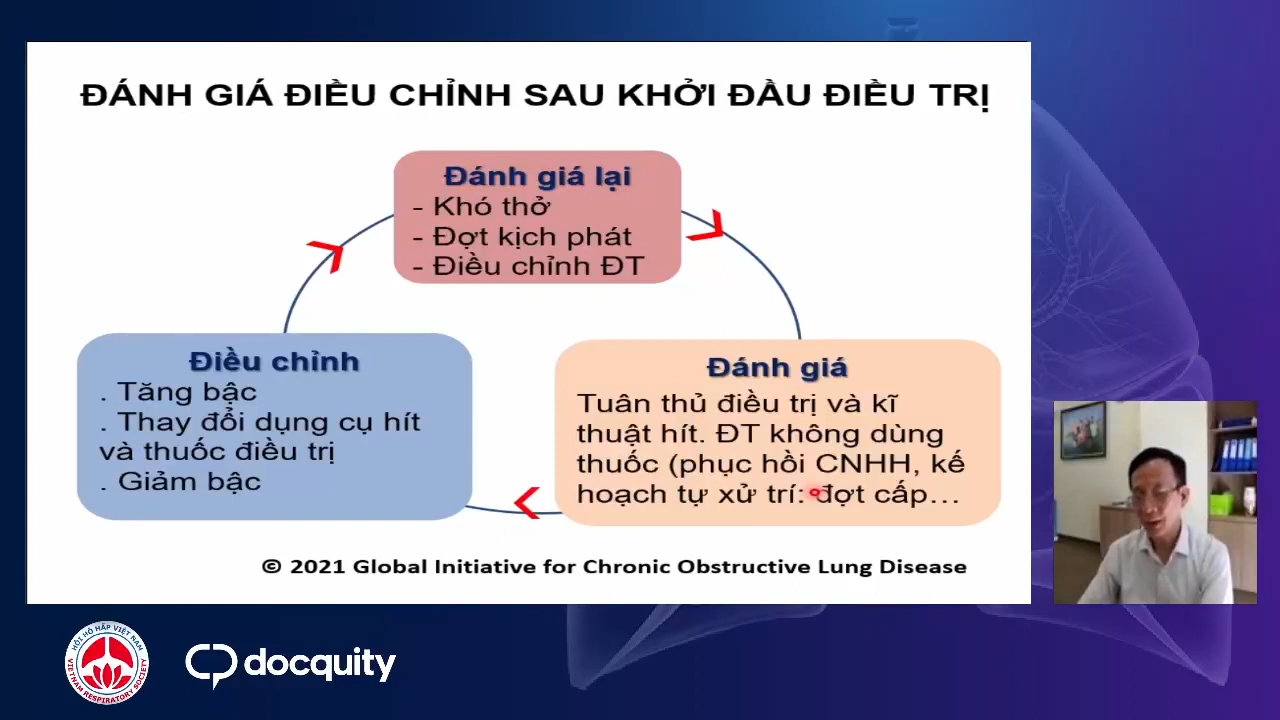 ĐÁNH GIÁ ĐIỀU CHỈNH SAU KHỞI ĐẦU ĐIỀU TRỊ
Đánh giá lại
- Khó thở
- Đợt kịch phát
- Điều chỉnh ĐT
Điều chỉnh
. Tăng bậc
. Thay đổi dụng cụ hít
và thuốc điều trị
. Giảm bậc
Đánh giá
Tuân thủ điều trị và kĩ
thuật hít. ĐT không dùng
thuốc (phục hồi CNHH, kế
hoạch tự xử trí: đợt cấp...
© 2021 Global Initiative for Chronic Obstructive Lung Disease
HỘI HÔ HẤP VIỆT NAM
VIETNAM RESPIRATORY SOCIETY
docquity